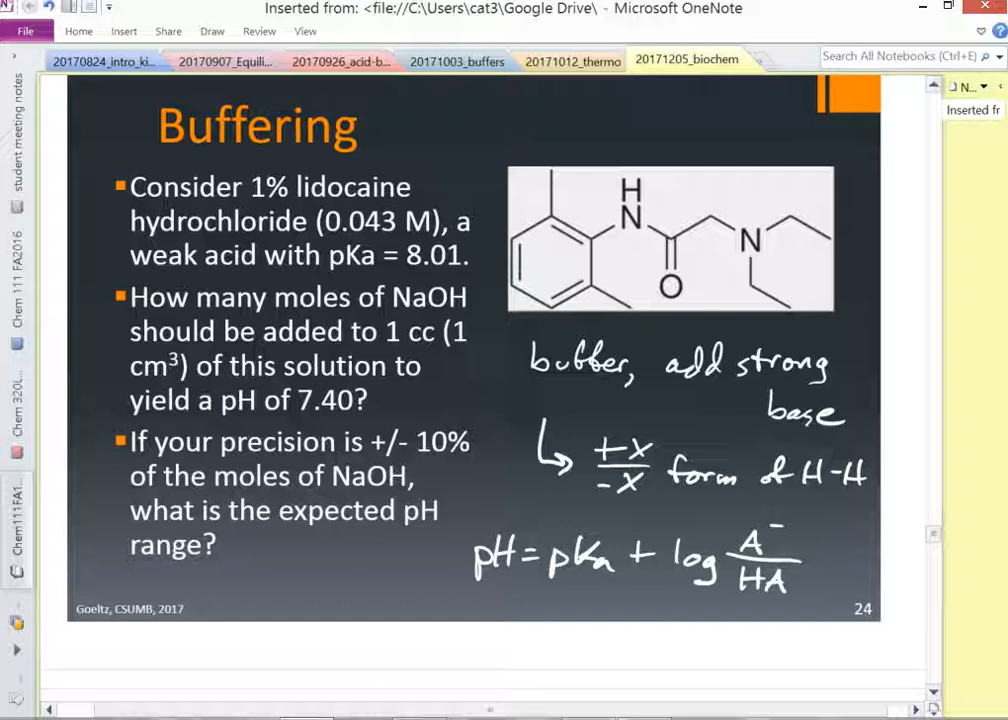 Inserted from: <file://C:\Users\cat3\Google Drive\ - Microsoft OneNote
File Home Insert Share Draw Review View
20170824_intro_ki... 20170907_Equili... 20170926_acid-b... 20171003_buffers 20171012_thermo 20171205_biochem
Search All Notebooks (Ctrl+E)
N...
Inserted fr
student meeting notes
Chem 111 FA2016
Chem 320L...
Chem111FA1...
Buffering
Consider 1% lidocaine
hydrochloride (0.043 M), a
weak acid with pKa = 8.01.
How many moles of NaOH
should be added to 1 cc (1
cm³) of this solution to
yield a pH of 7.40?
If your precision is +/- 10%
of the moles of NaOH,
what is the expected pH
range?
H
N
N
O
buffer, add strong
base
+x
-x form of H-H
pH = pKa + log A⁻
HA
Goeltz, CSUMB, 2017
24